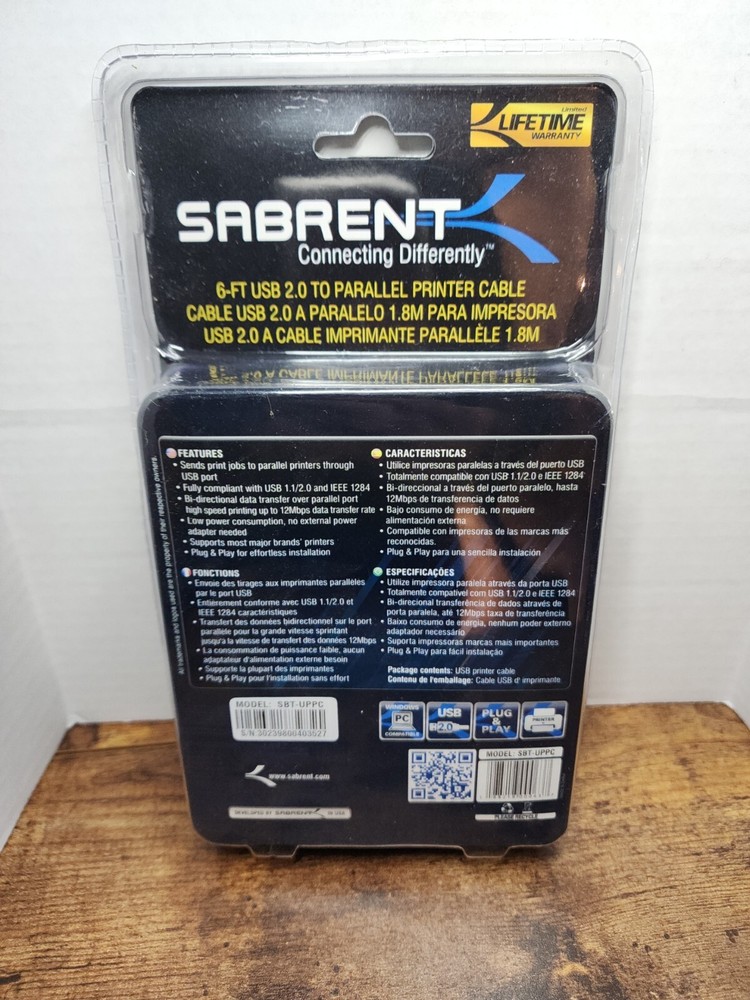 Limited
LIFETIME
WARRANTY
SABRENT
Connecting Differently™
6-FT USB 2.0 TO PARALLEL PRINTER CABLE
CABLE USB 2.0 A PARALELO 1.8M PARA IMPRESORA
USB 2.0 A CABLE IMPRIMANTE PARALLÈLE 1.8M
All trademarks and logos used are the property of their respective owners.
FEATURES
• Sends print jobs to parallel printers through
USB port
• Fully compliant with USB 1.1/2.0 and IEEE 1284
• Bi-directional data transfer over parallel port
high speed printing up to 12Mbps data transfer rate
• Low power consumption, no external power
adapter needed
• Supports most major brands' printers
• Plug & Play for effortless installation
CARACTERISTICAS
• Utilice impresoras paralelas a través del puerto USB
• Totalmente compatible con USB 1.1/2.0 e IEEE 1284
• Bi-direccional a través del puerto paralelo, hasta
12Mbps de transferencia de datos
• Bajo consumo de energía, no requiere
alimentación externa
• Compatible con impresoras de las marcas más
reconocidas.
• Plug & Play para una sencilla instalación
FONCTIONS
• Envoie des tirages aux imprimantes parallèles
par le port USB
• Entièrement conforme avec USB 1.1/2.0 et
IEEE 1284 caractéristiques
• Transfert des données bidirectionnel sur le port
parallèle pour la grande vitesse sprintant
jusqu'a la vitesse de transfert des données 12Mbps
• La consommation de puissance faible, aucun
adaptateur d'alimentation externe besoin
• Supporte la plupart des imprimantes
• Plug & Play pour l'installation sans effort
ESPECIFICAÇÕES
• Utilize impressora paralela através da porta USB
• Totalmente compativel com USB 1.1/2.0 e IEEE 1284
• Bi-direcional transferência de dados através de
porta paralela, até 12Mbps taxa de transferência
• Baixo consumo de energía, nenhum poder externo
adaptador necessário
• Suporta impressoras marcas mais importantes
• Plug & Play para fácil instalação
Package contents: USB printer cable
Contenu de l'emballage: Cable USB d' imprimante
MODEL: SBT-UPPC
S/N 30239800403527
WINDOWS
PC
COMPATIBLE
USB
2.0
PLUG
&
PLAY
PRINTER
www.sabrent.com
MODEL: SBT-UPPC
DEVELOPED BY SABRENT IN USA
PLEASE RECYCLE